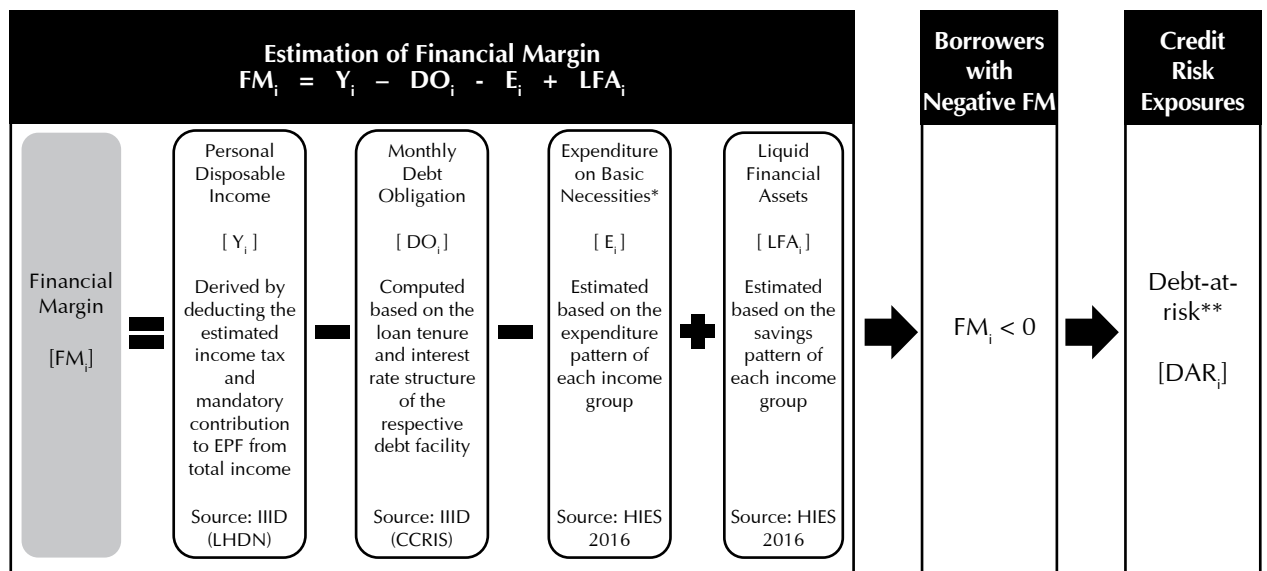 Estimation of Financial Margin
FMi = Yi – DOi - Ei + LFAi
Financial
Margin
[FMi]
Personal
Disposable
Income
[ Yi ]
Derived by
deducting the
estimated
income tax
and
mandatory
contribution
to EPF from
total income
Source: IIID
(LHDN)
Monthly
Debt
Obligation
[ DOi]
Computed
based on the
loan tenure
and interest
rate structure
of the
respective
debt facility
Source: IIID
(CCRIS)
Expenditure
on Basic
Necessities*
[ Ei]
Estimated
based on the
expenditure
pattern of
each income
group
Source: HIES
2016
Liquid
Financial
Assets
[ LFAi]
Estimated
based on the
savings
pattern of
each income
group
Source: HIES
2016
Borrowers
with
Negative FM
FMi < 0
Credit
Risk
Exposures
Debt-at-
risk**
[DARi]